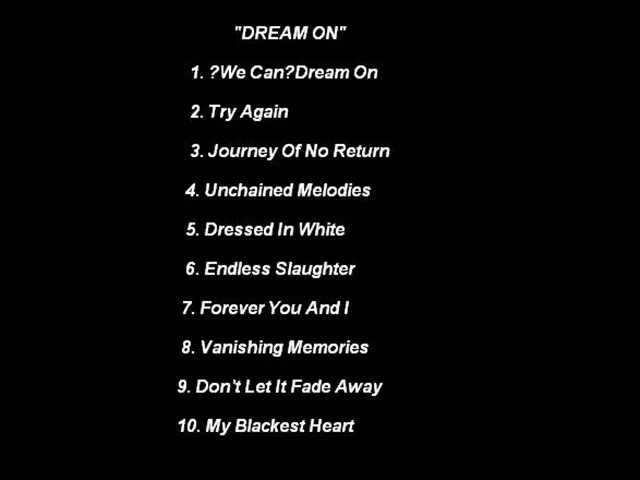 "DREAM ON"
1. ?We Can?Dream On
2. Try Again
3. Journey Of No Return
4. Unchained Melodies
5. Dressed In White
6. Endless Slaughter
7. Forever You And I
8. Vanishing Memories
9. Don't Let It Fade Away
10. My Blackest Heart